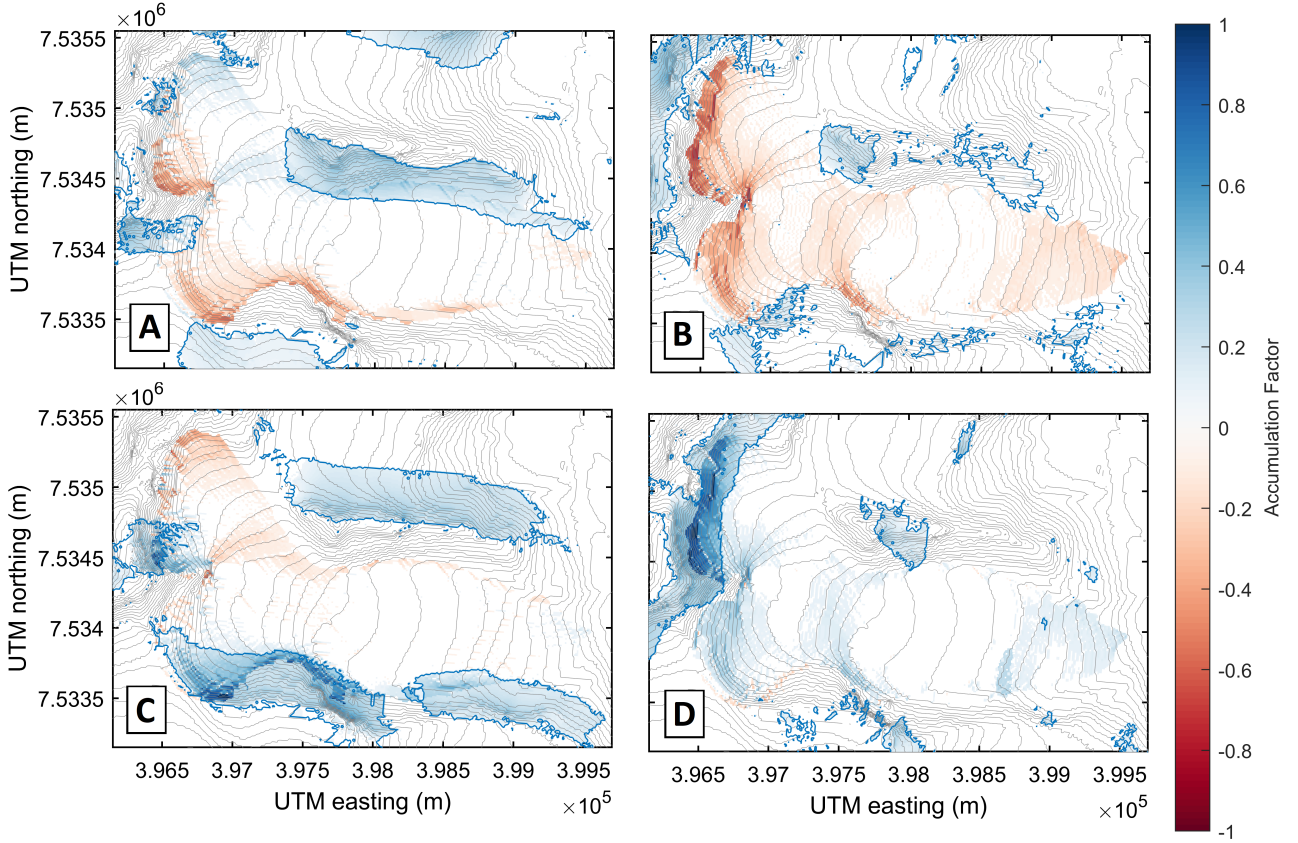 ×10⁶
7.5355
7.535
7.5345
7.534
7.5335
UTM northing (m)
A
B
×10⁶
7.5355
7.535
7.5345
7.534
7.5335
UTM northing (m)
C
D
3.965 3.97 3.975 3.98 3.985 3.99 3.995
UTM easting (m)
×10⁵
3.965 3.97 3.975 3.98 3.985 3.99 3.995
UTM easting (m)
×10⁵
1
0.8
0.6
0.4
0.2
0
-0.2
-0.4
-0.6
-0.8
-1
Accumulation Factor